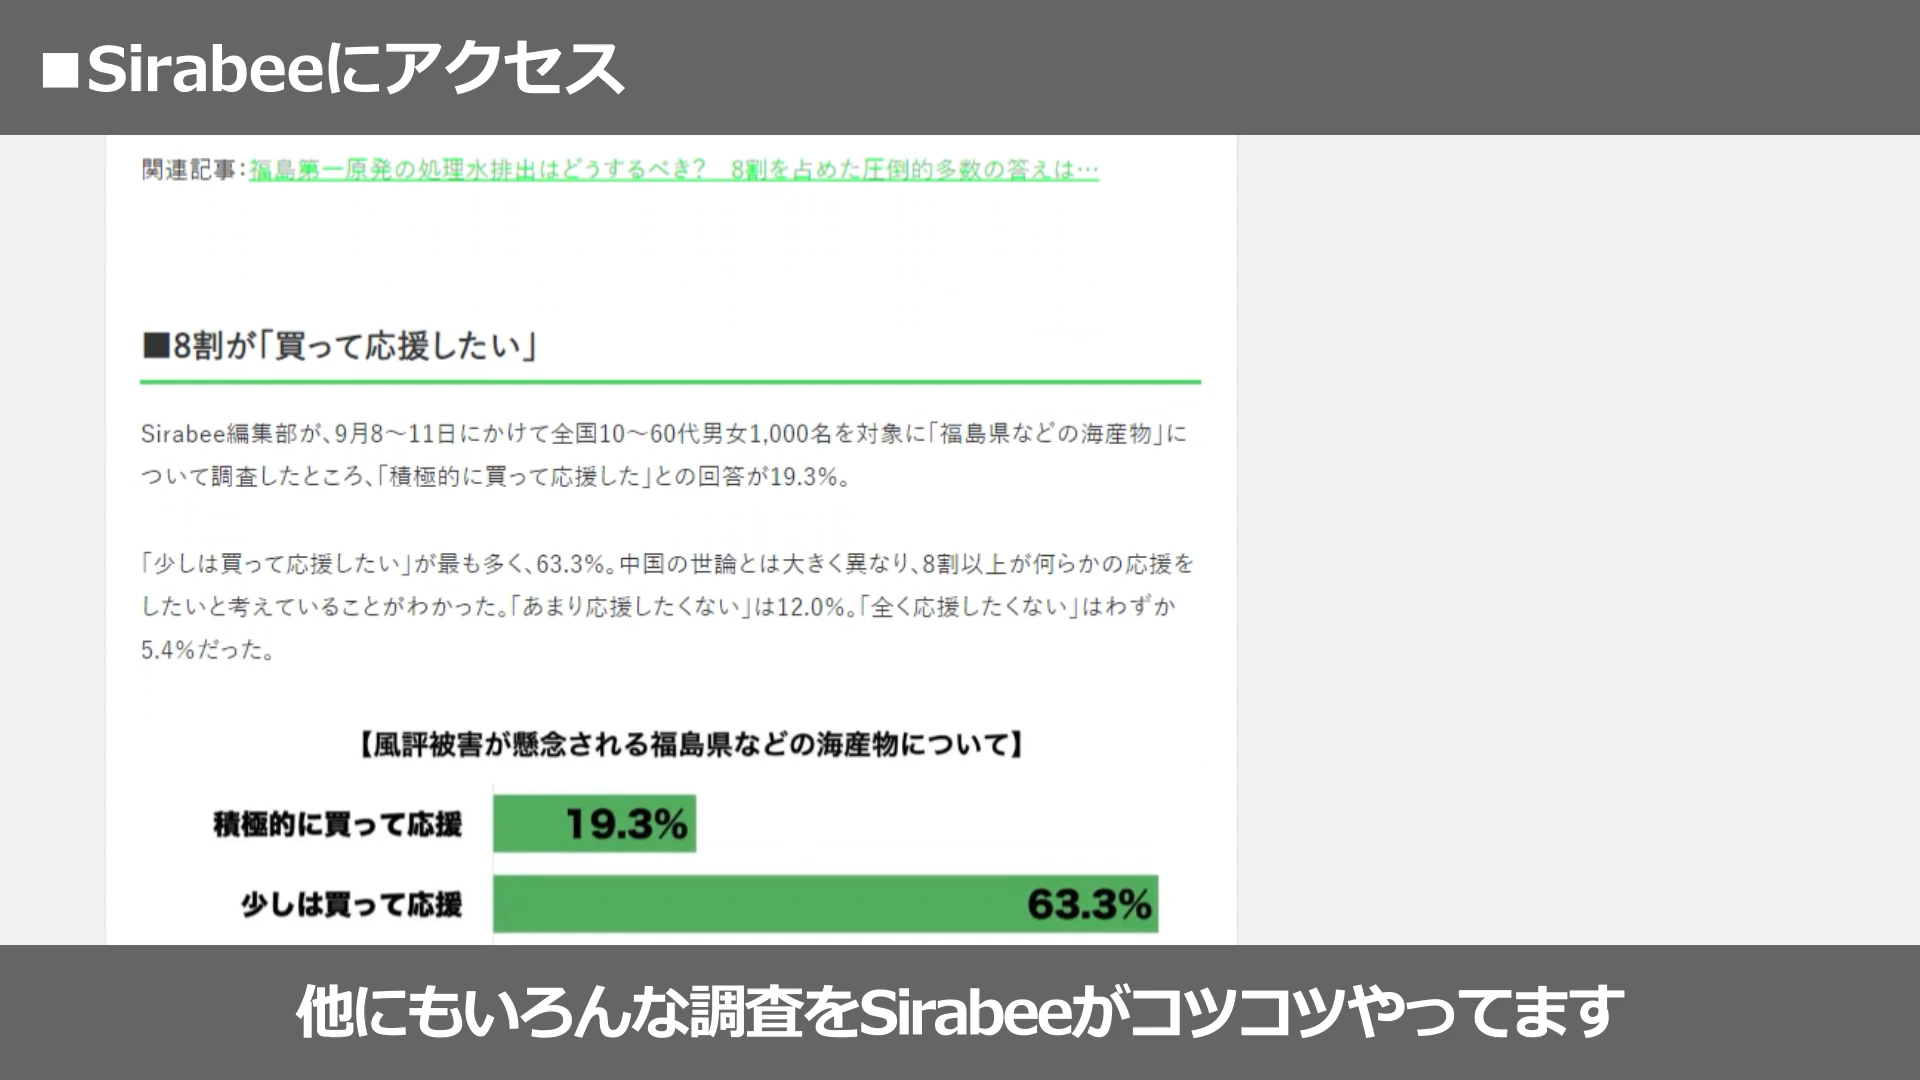 ■Sirabeeにアクセス
関連記事：福島第一原発の処理水排出はどうするべき？　8割を占めた圧倒的多数の答えは…
■8割が「買って応援したい」
Sirabee編集部が、9月8～11日にかけて全国10～60代男女1,000名を対象に「福島県などの海産物」に
ついて調査したところ、「積極的に買って応援した」との回答が19.3%。
「少しは買って応援したい」が最も多く、63.3%。中国の世論とは大きく異なり、8割以上が何らかの応援を
したいと考えていることがわかった。「あまり応援したくない」は12.0%。「全く応援したくない」はわずか
5.4%だった。
【風評被害が懸念される福島県などの海産物について】
積極的に買って応援 19.3%
少しは買って応援 63.3%
他にもいろんな調査をSirabeeがコツコツやってます